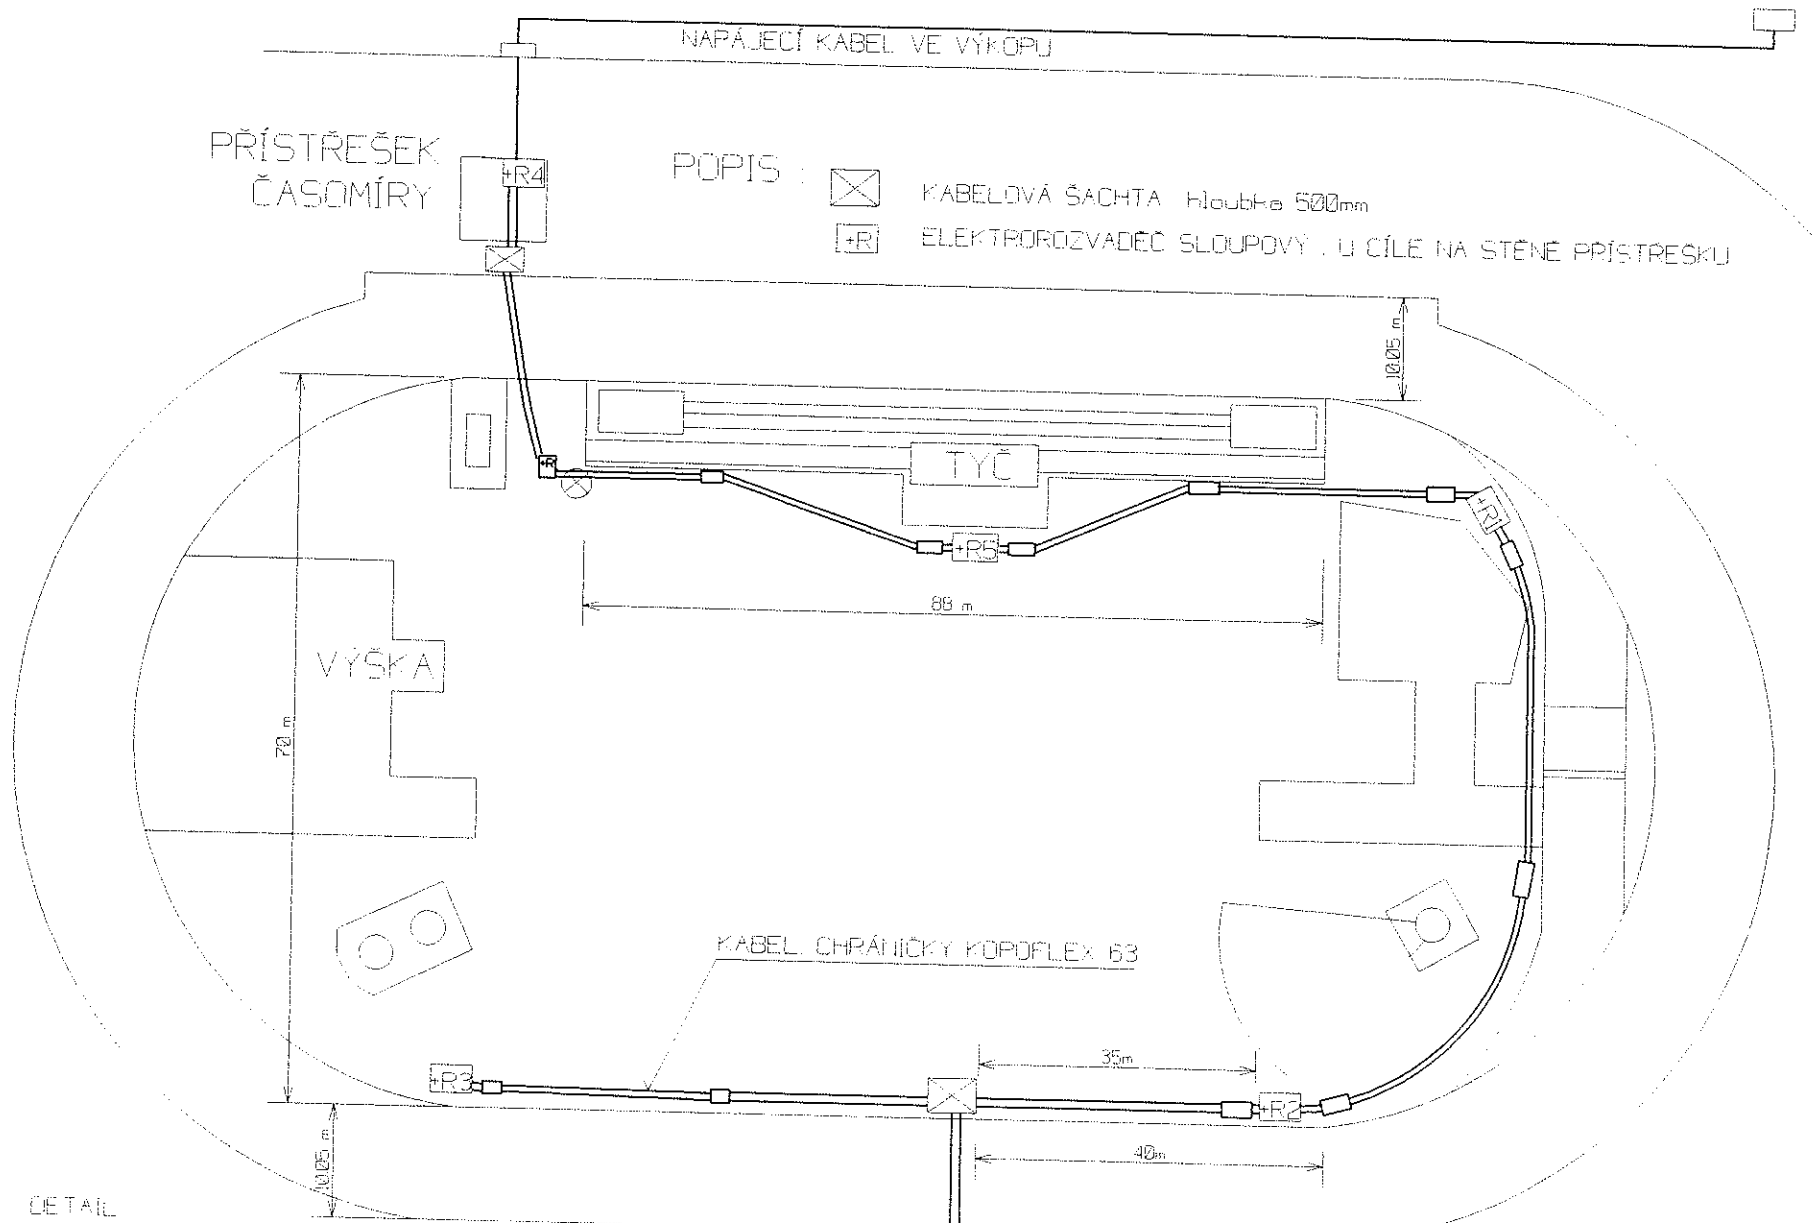 NAPÁJECÍ KABEL VE VÝKOPU
PŘÍSTŘEŠEK
ČASOMÍRY
+R4
POPIS :
KABELOVÁ ŠACHTA hloubka 500mm
+R
ELEKTROROZVADĚČ SLOUPOVÝ . U CÍLE NA STĚNĚ PŘÍSTŘEŠKU
10.05 m
TYČ
+R
+R1
+R5
88 m
VÝŠKA
70 m
KABEL. CHRÁNIČKY KOPOFLEX 63
35m
+R3
+R2
40m
10.05 m
DETAIL